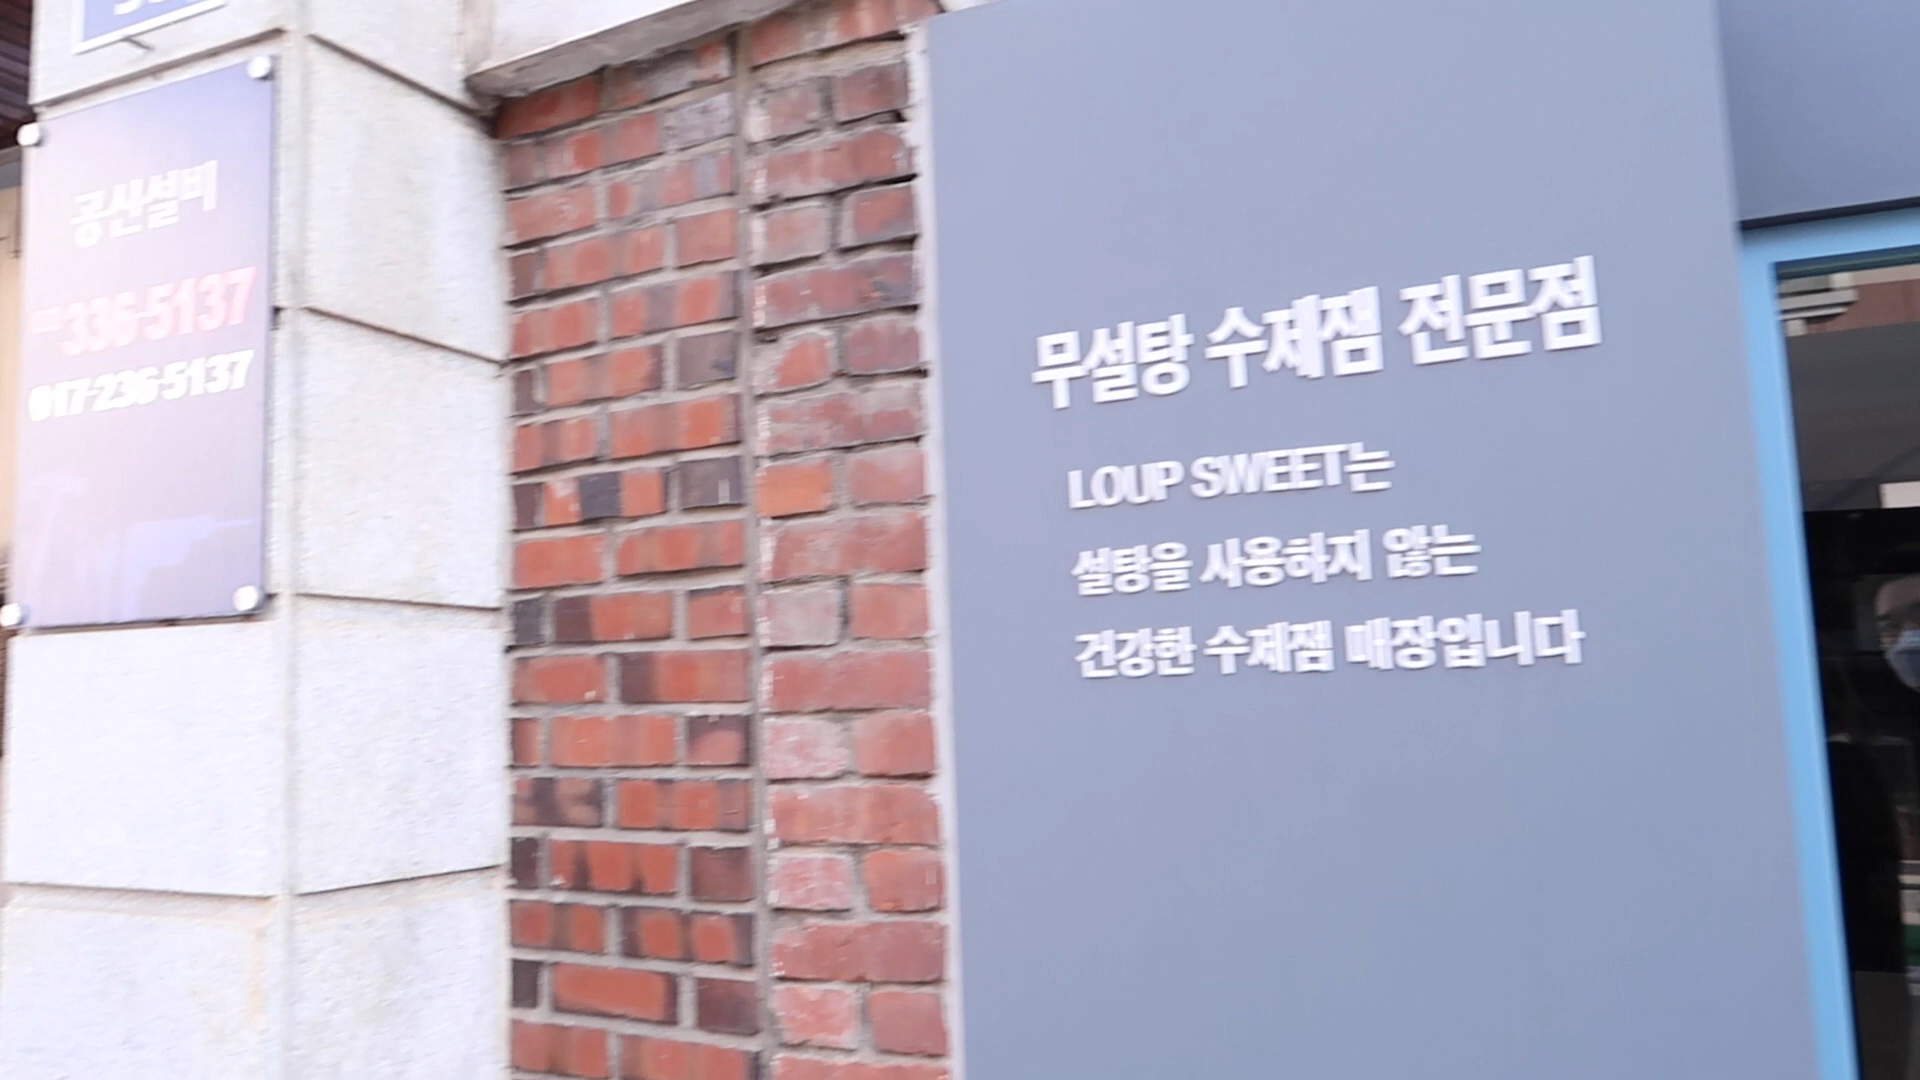 공산설비
336-5137
017-236-5137
무설탕 수제잼 전문점
LOUP SWEET는
설탕을 사용하지 않는
건강한 수제잼 매장입니다